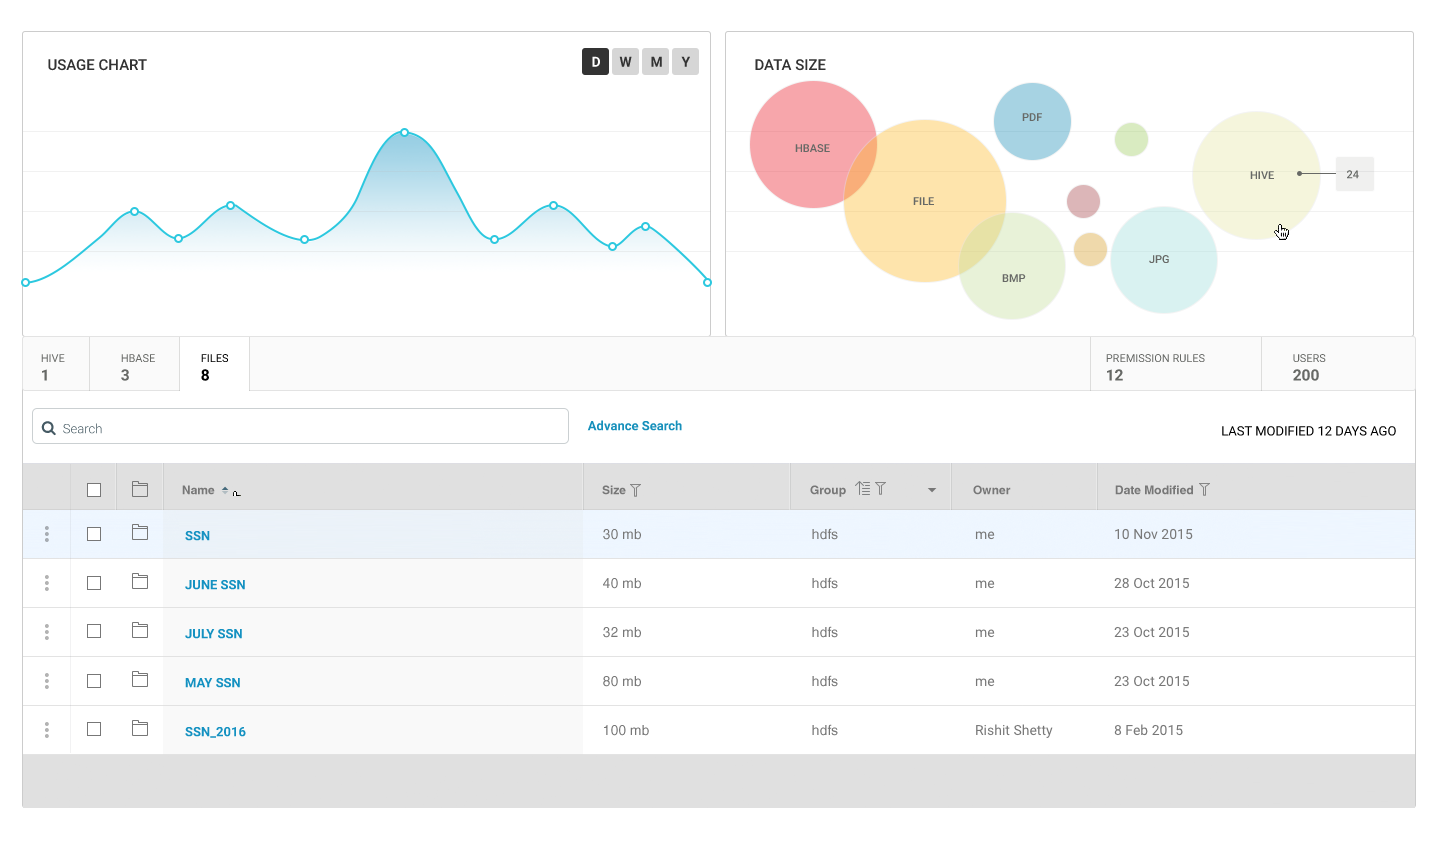 USAGE CHART
D W M Y
DATA SIZE
HBASE
FILE
PDF
BMP
JPG
HIVE
24
HIVE
1
HBASE
3
FILES
8
PREMISSION RULES
12
USERS
200
Search
Advance Search
LAST MODIFIED 12 DAYS AGO
Name Size Group Owner Date Modified
SSN 30 mb hdfs me 10 Nov 2015
JUNE SSN 40 mb hdfs me 28 Oct 2015
JULY SSN 32 mb hdfs me 23 Oct 2015
MAY SSN 80 mb hdfs me 23 Oct 2015
SSN_2016 100 mb hdfs Rishit Shetty 8 Feb 2015